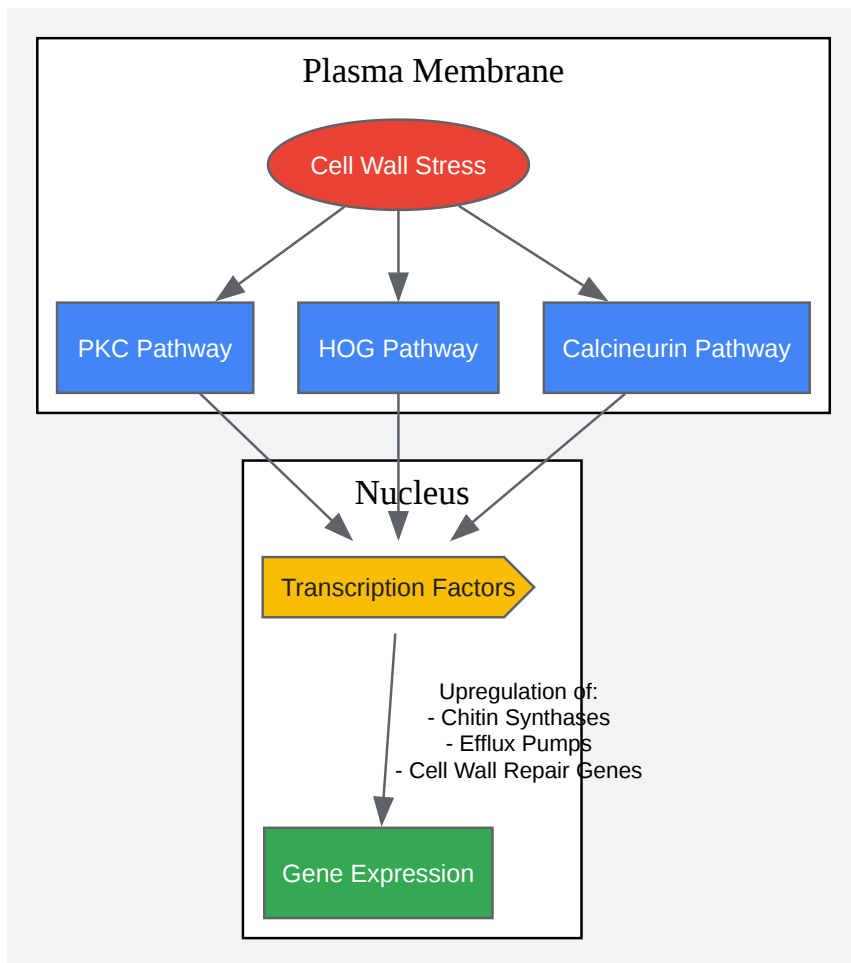 Plasma Membrane
Cell Wall Stress
PKC Pathway
HOG Pathway
Calcineurin Pathway
Nucleus
Transcription Factors
Upregulation of:
- Chitin Synthases
- Efflux Pumps
- Cell Wall Repair Genes
Gene Expression